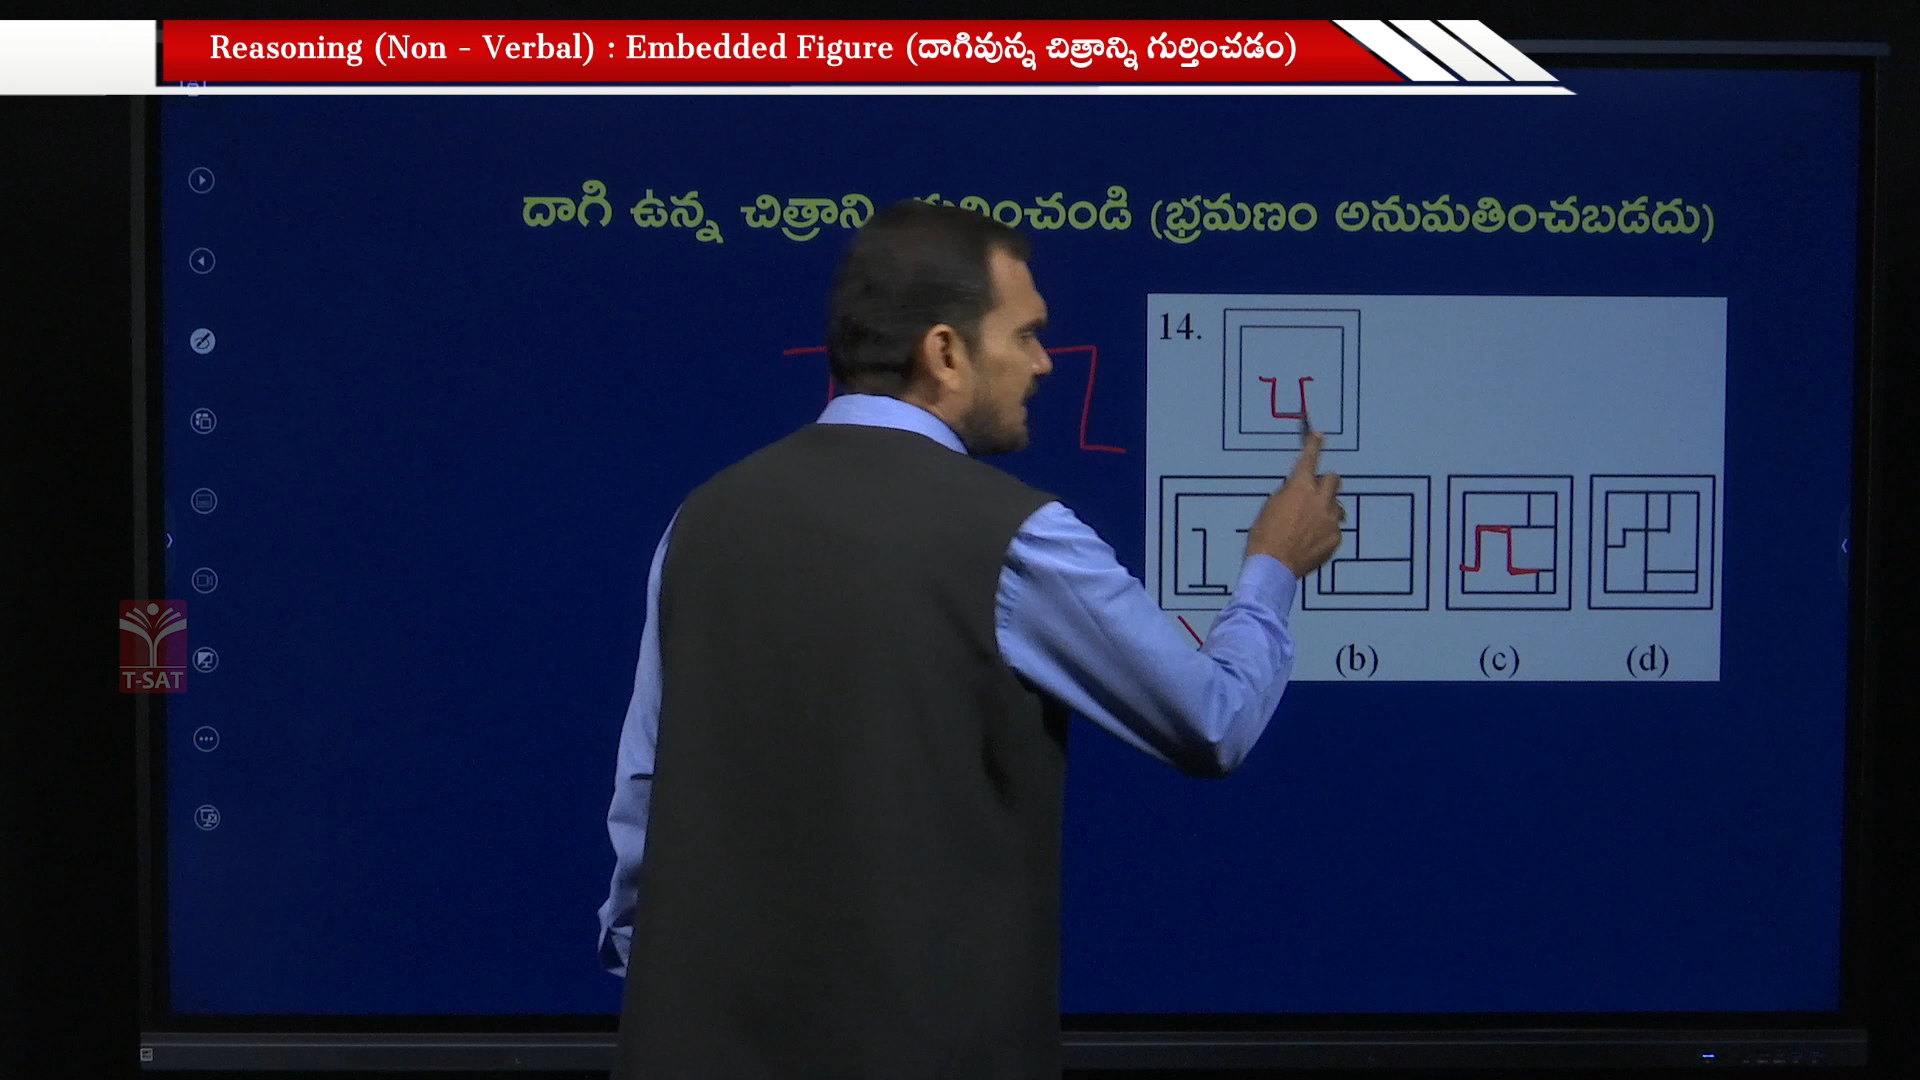 Reasoning (Non - Verbal) : Embedded Figure (దాగివున్న చిత్రాన్ని గుర్తించడం)
దాగి ఉన్న (భ్రమణం అనుమతించబడదు)
14.
(b) (c) (d)
T-SAT